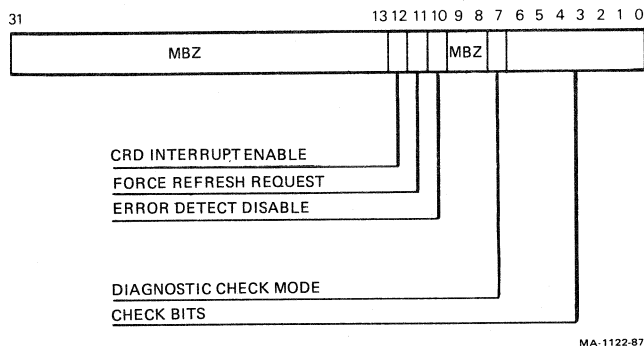 31 13 12 11 10 9 8 7 6 5 4 3 2 1 0
MBZ MBZ
CRD INTERRUPT ENABLE
FORCE REFRESH REQUEST
ERROR DETECT DISABLE
DIAGNOSTIC CHECK MODE
CHECK BITS
MA-1122-87